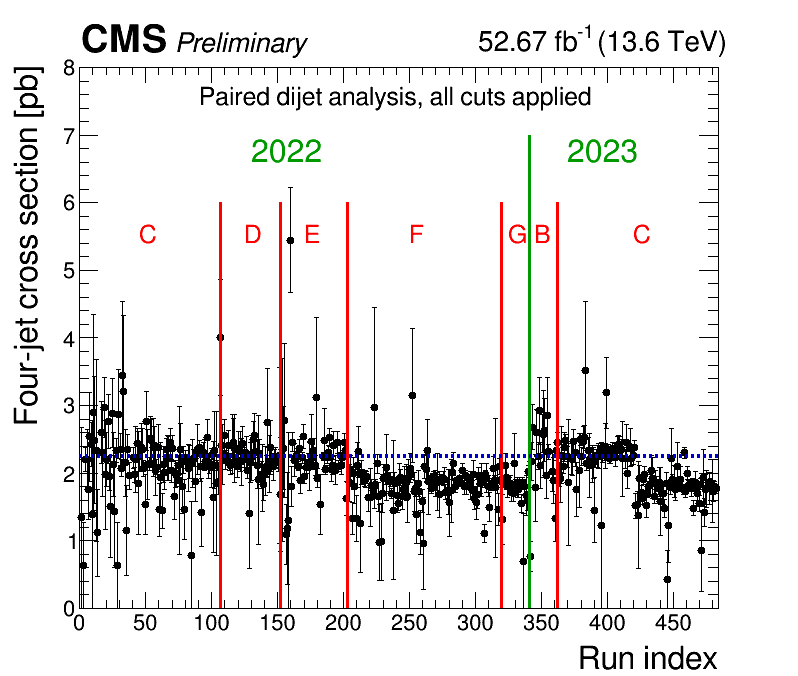 CMS Preliminary 52.67 fb⁻¹ (13.6 TeV)
Paired dijet analysis, all cuts applied
2022 2023
C D E F G B C
Four-jet cross section [pb]
8
7
6
5
4
3
2
1
0
0 50 100 150 200 250 300 350 400 450
Run index